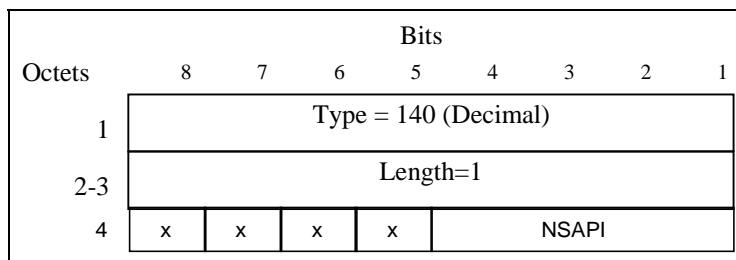 Bits
Octets 8 7 6 5 4 3 2 1
1 Type = 140 (Decimal)
2-3 Length=1
4 x x x x NSAPI